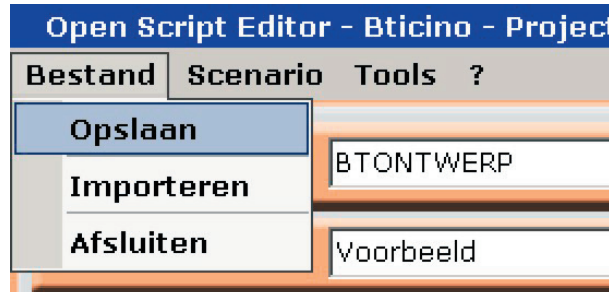 Open Script Editor - Bticino - Project
Bestand Scenario Tools ?
Opslaan
BTONTWERP
Importeren
Afsluiten
Voorbeeld